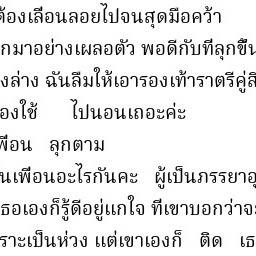 ต้องเลือนลอยไปจนสุดมือคว้า
กมาอย่างเผลอตัว พอดีกับที่ลุกขึ้น
งล่าง ฉันลืมให้เอารองเท้าราตรีคู่สี
องใช้ ไปนอนเถอะค่ะ
พื่อน ลุกตาม
นเพื่อนอะไรกันคะ ผู้เป็นภรรยาอุ
ธอเองก็รู้ดีอยู่แก่ใจ ที่เขาบอกว่าจะ
ราะเป็นห่วง แต่เขาเองก็ ติด เธ